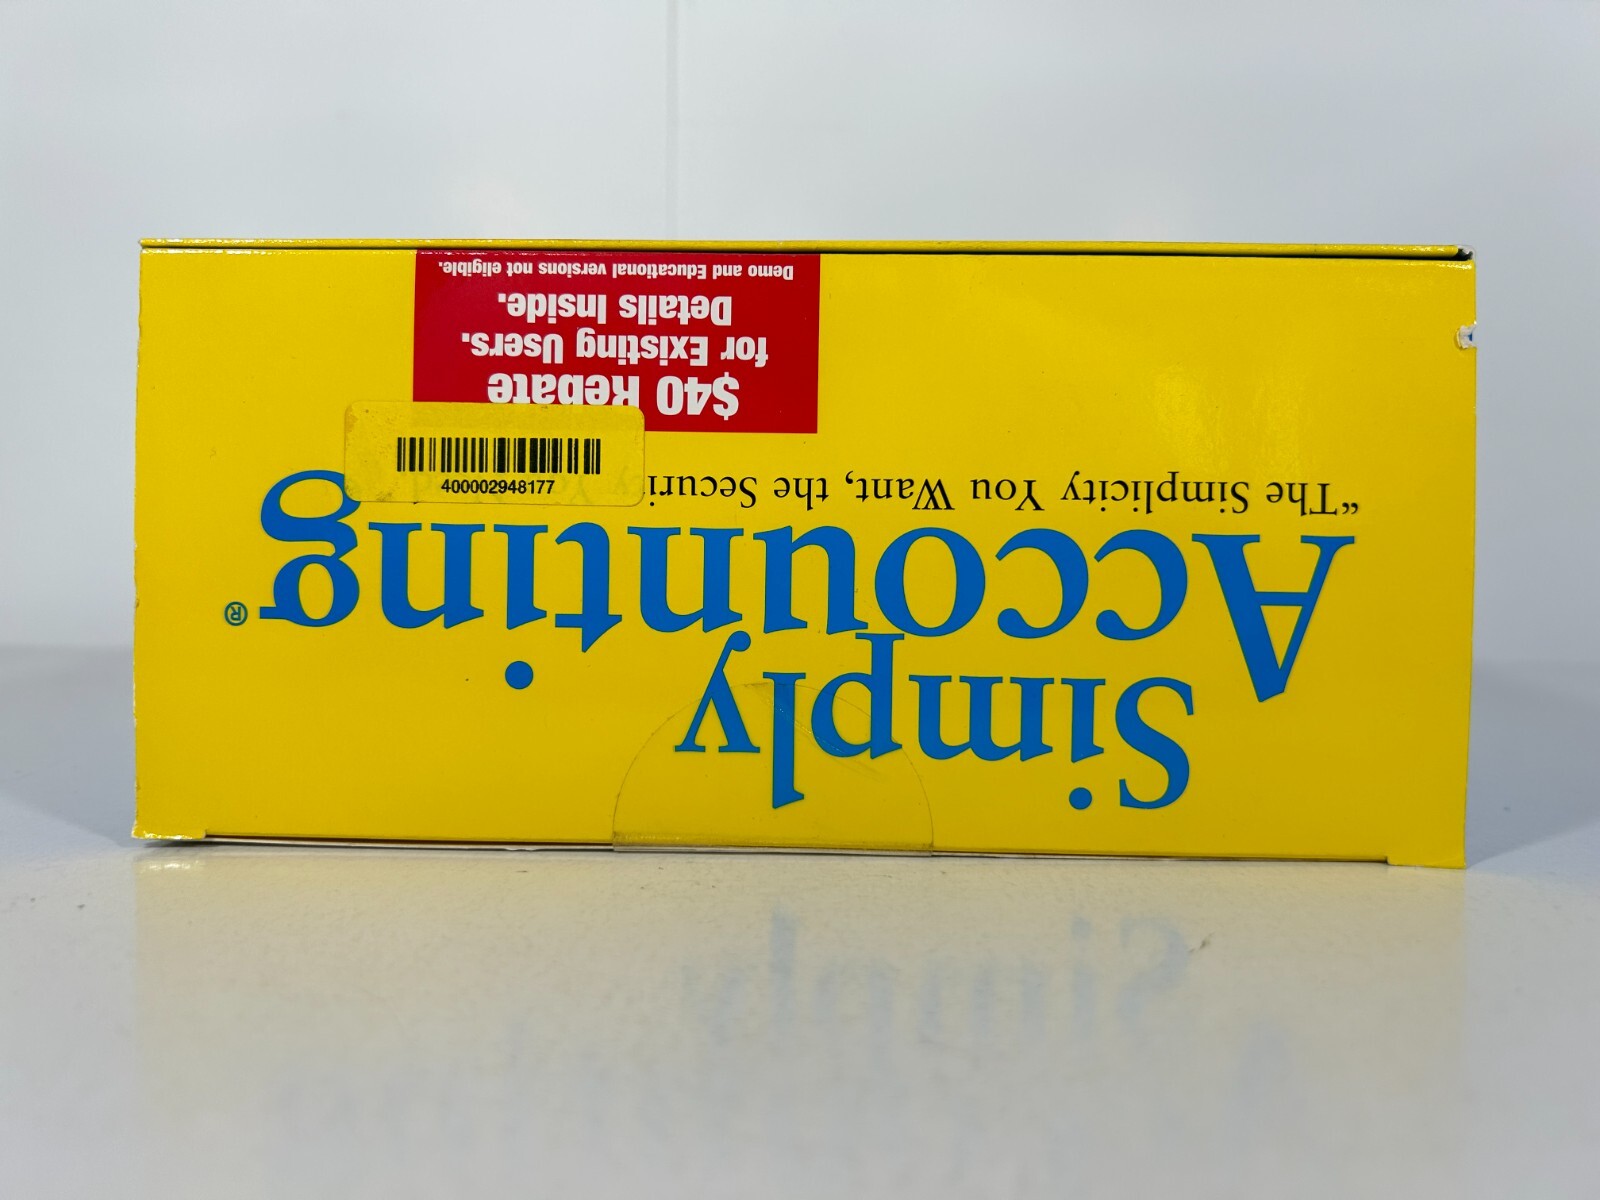 Simply
Accounting®
"The Simplicity You Want, the
$40 Rebate
for Existing Users.
Details Inside.
Demo and Educational versions not eligible.
400002948177